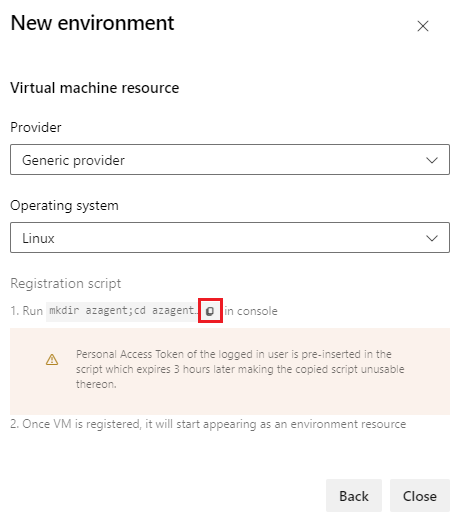 New environment
Virtual machine resource
Provider
Generic provider
Operating system
Linux
Registration script
1. Run mkdir azagent;cd azagent… in console
Personal Access Token of the logged in user is pre-inserted in the
script which expires 3 hours later making the copied script unusable
thereon.
2. Once VM is registered, it will start appearing as an environment resource
Back Close